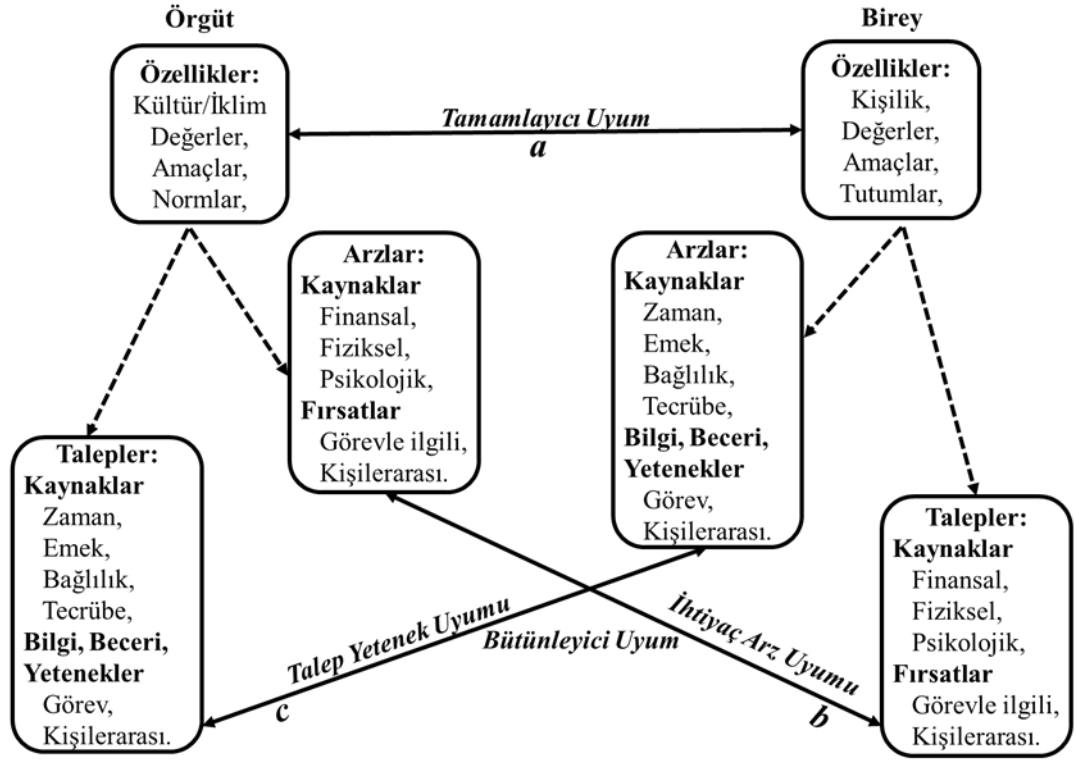 Örgüt
Birey
Özellikler:
Kültür/İklim
Değerler,
Amaçlar,
Normlar,
Tamamlayıcı Uyum
a
Özellikler:
Kişilik,
Değerler,
Amaçlar,
Tutumlar,
Arzlar:
Kaynaklar
Finansal,
Fiziksel,
Psikolojik,
Fırsatlar
Görevle ilgili,
Kişilerarası.
Arzlar:
Kaynaklar
Zaman,
Emek,
Bağlılık,
Tecrübe,
Bilgi, Beceri,
Yetenekler
Görev,
Kişilerarası.
Talepler:
Kaynaklar
Zaman,
Emek,
Bağlılık,
Tecrübe,
Bilgi, Beceri,
Yetenekler
Görev,
Kişilerarası.
Talep Yetenek Uyumu
c
Bütünleyici Uyum
İhtiyaç Arz Uyumu
b
Talepler:
Kaynaklar
Finansal,
Fiziksel,
Psikolojik,
Fırsatlar
Görevle ilgili,
Kişilerarası.